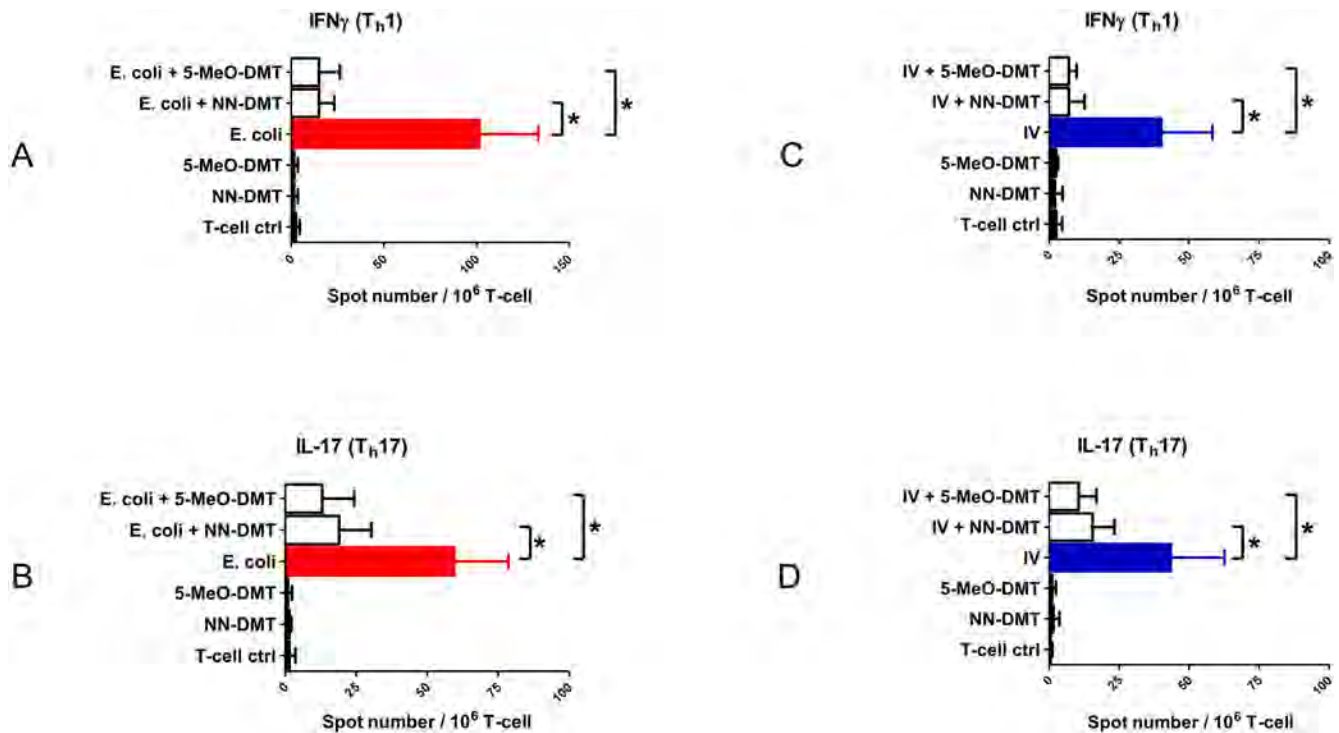 A
IFNγ (Th1)
E. coli + 5-MeO-DMT
E. coli + NN-DMT
E. coli
5-MeO-DMT
NN-DMT
T-cell ctrl
*
*
0
50
100
150
Spot number / 10⁶ T-cell
C
IFNγ (Th1)
IV + 5-MeO-DMT
IV + NN-DMT
IV
5-MeO-DMT
NN-DMT
T-cell ctrl
*
*
0
25
50
75
100
Spot number / 10⁶ T-cell
B
IL-17 (Th17)
E. coli + 5-MeO-DMT
E. coli + NN-DMT
E. coli
5-MeO-DMT
NN-DMT
T-cell ctrl
*
*
0
25
50
75
100
Spot number / 10⁶ T-cell
D
IL-17 (Th17)
IV + 5-MeO-DMT
IV + NN-DMT
IV
5-MeO-DMT
NN-DMT
T-cell ctrl
*
*
0
25
50
75
100
Spot number / 10⁶ T-cell